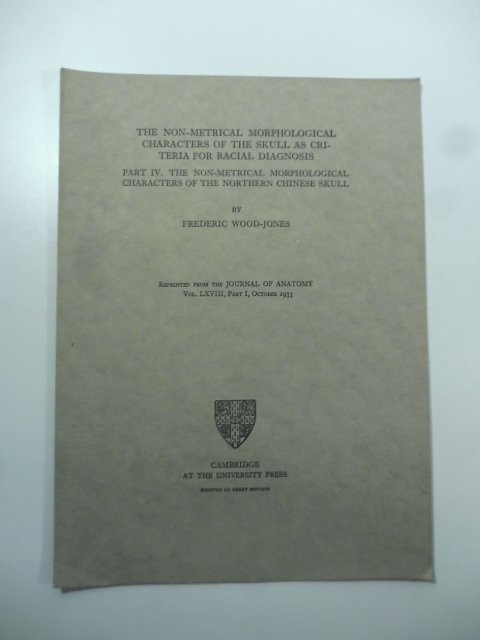 THE NON-METRICAL MORPHOLOGICAL
CHARACTERS OF THE SKULL AS CRI-
TERIA FOR RACIAL DIAGNOSIS
PART IV. THE NON-METRICAL MORPHOLOGICAL
CHARACTERS OF THE NORTHERN CHINESE SKULL
BY
FREDERIC WOOD-JONES
Reprinted from the JOURNAL OF ANATOMY
Vol. LXVIII, Part I, October 1933
CAMBRIDGE
AT THE UNIVERSITY PRESS
PRINTED IN GREAT BRITAIN